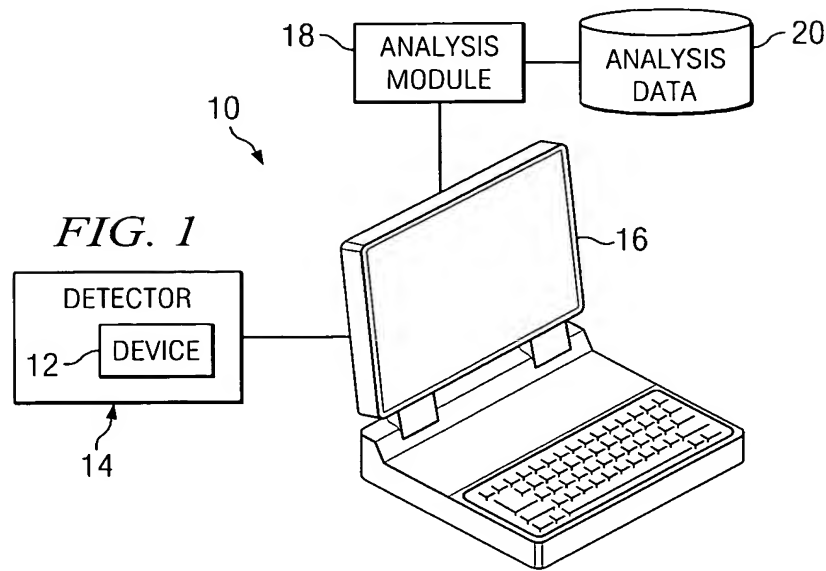 18
ANALYSIS
MODULE
ANALYSIS
DATA
20
10
FIG. 1
16
DETECTOR
12
DEVICE
14